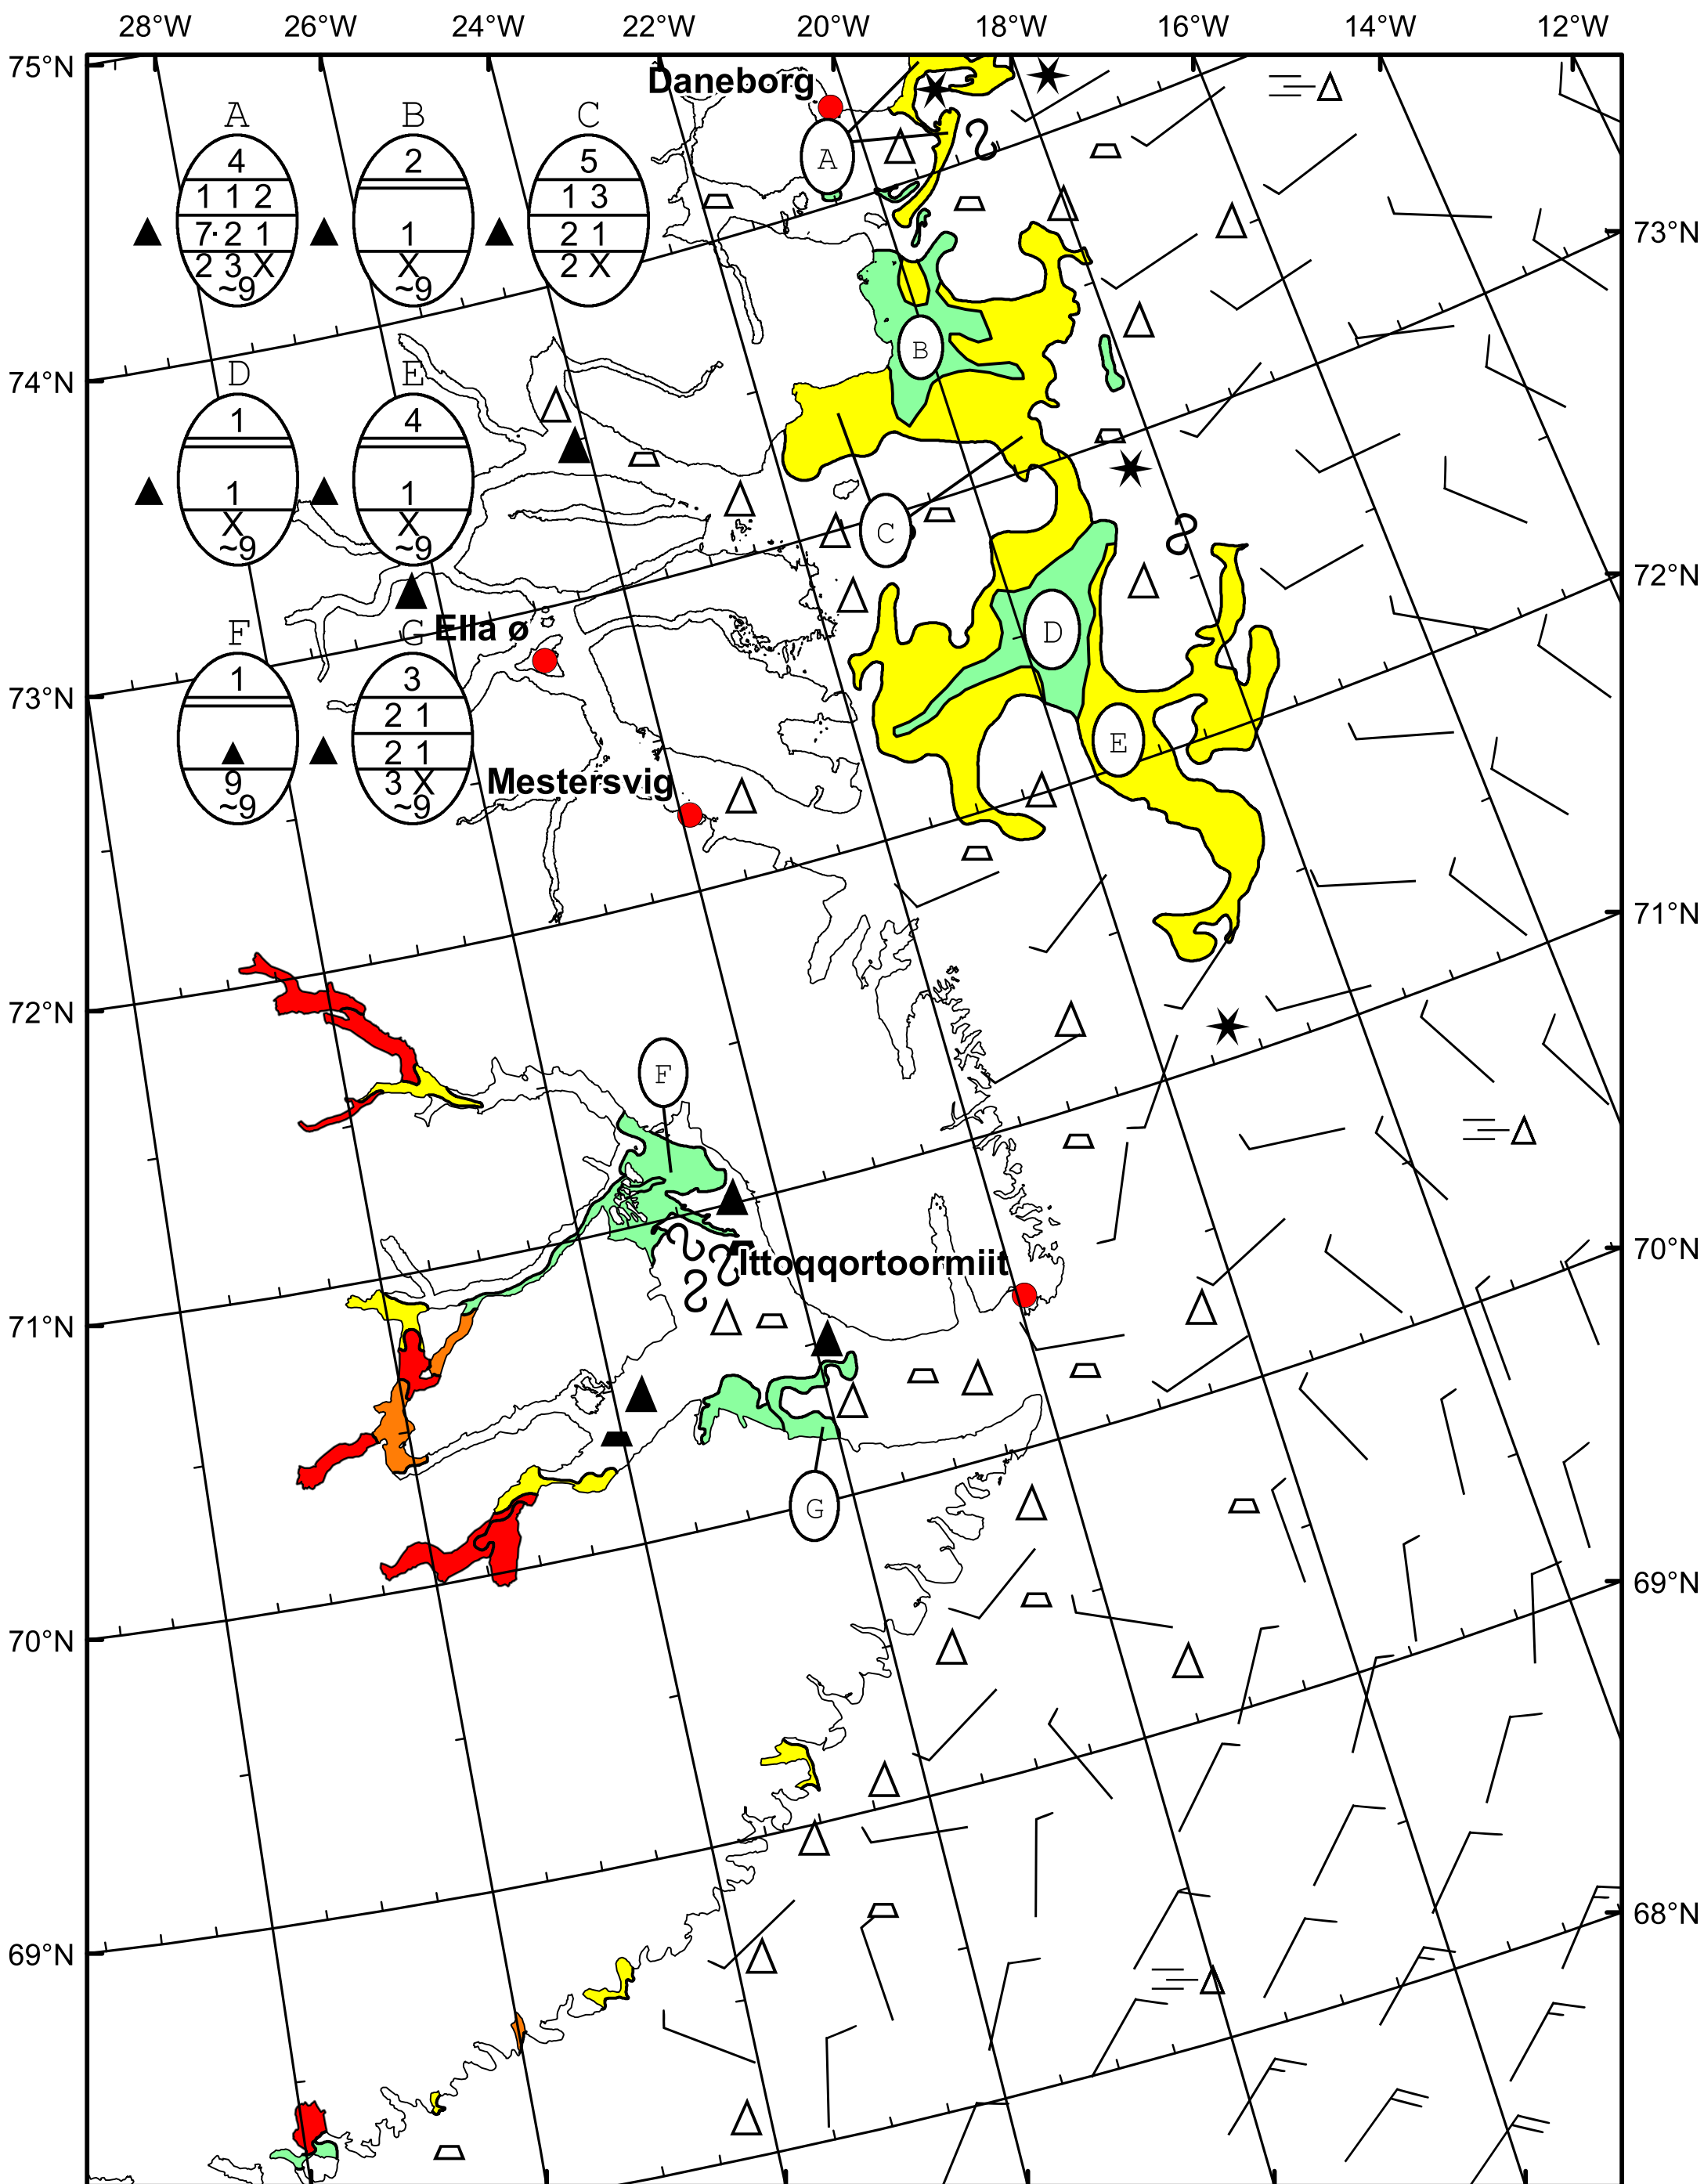 28°W 26°W 24°W 22°W 20°W 18°W 16°W 14°W 12°W
75°N
Daneborg
A B C
4 2 5
1 1 2 1 3
7· 2 1 1 2 1
2 3 X X 2 X
~9 ~9
A
73°N
B
74°N
D E
1 4
1 1
X X
~9 ~9
C
72°N
Ella ø
F G
1 3
2 1
2 1
9 3 X
~9 ~9
D
73°N
E
Mestersvig
71°N
72°N
F
Ittoqqortoormiit
70°N
71°N
G
69°N
70°N
68°N
69°N